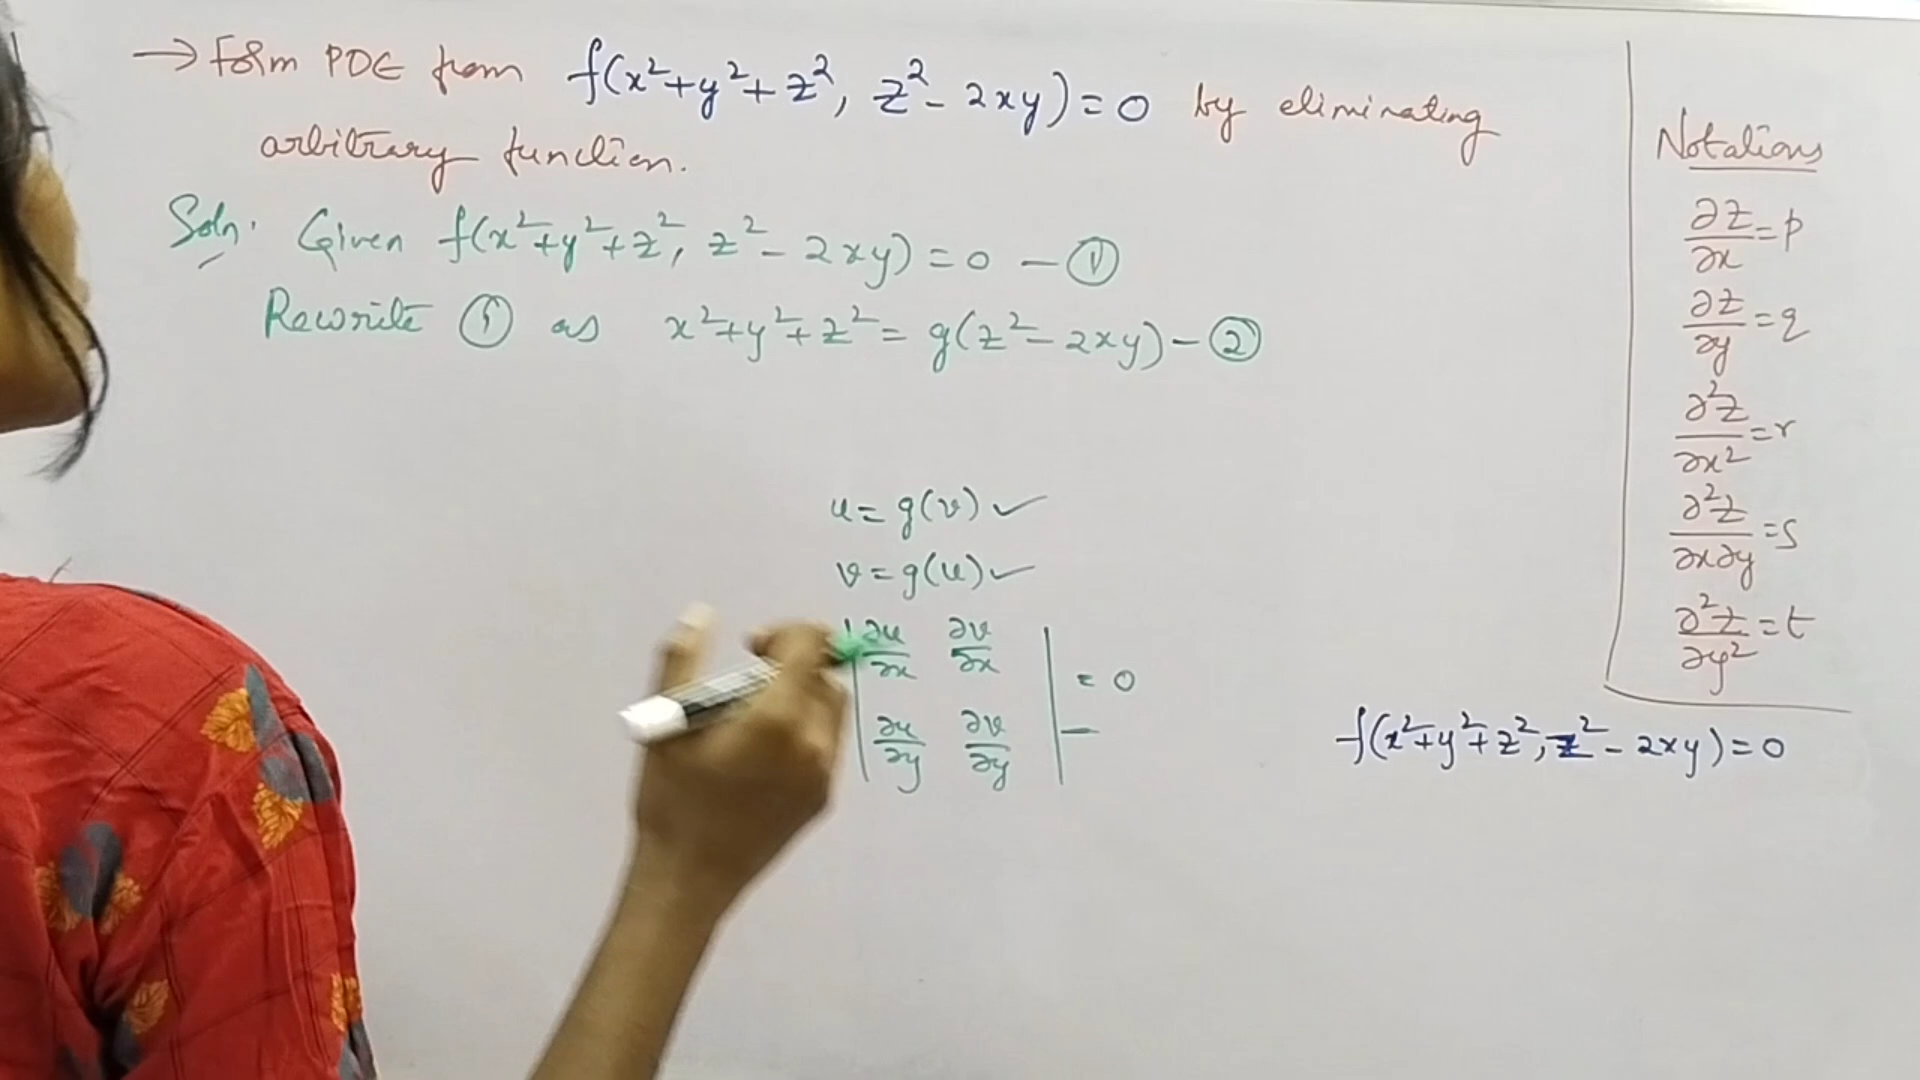 → Form PDE from f(x²+y²+z², z²-2xy)=0 by eliminating
arbitrary function.
Soln. Given f(x²+y²+z², z²-2xy)=0 -①
Rewrite ① as x²+y²+z²=g(z²-2xy)-②
u=g(v)✓
v=g(u)✓
|∂u/∂x ∂v/∂x|
|∂u/∂y ∂v/∂y| = 0 -
Notations
∂z/∂x=p
∂z/∂y=q
∂²z/∂x²=r
∂²z/∂x∂y=s
∂²z/∂y²=t
f(x²+y²+z², z²-2xy)=0